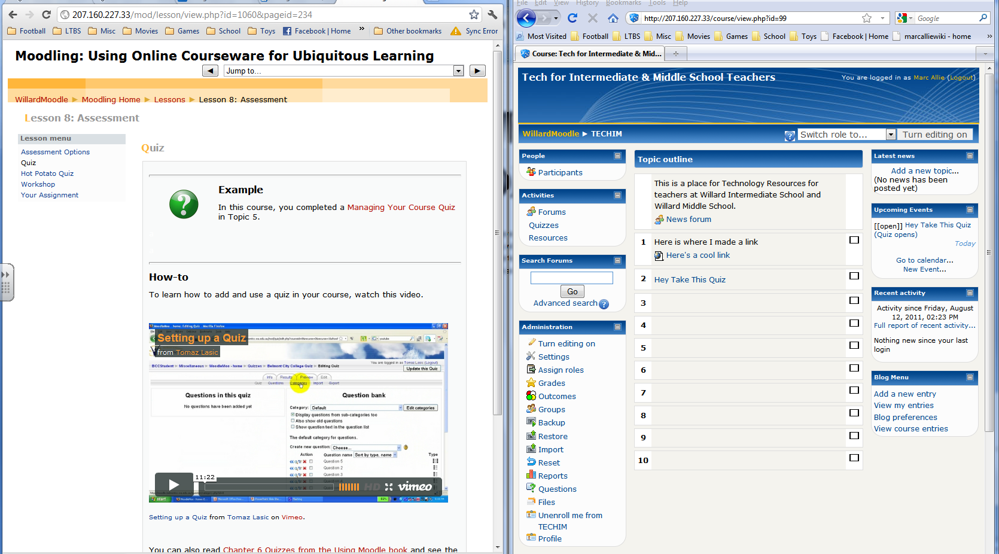 207.160.227.33/mod/lesson/view.php?id=1060&pageid=234
Football LTBS Misc Movies Games School Toys Facebook | Home » Other bookmarks Sync Error
Moodling: Using Online Courseware for Ubiquitous Learning
Jump to...
WillardMoodle ► Moodling Home ► Lessons ► Lesson 8: Assessment
Lesson 8: Assessment
Lesson menu
Assessment Options
Quiz
Hot Potato Quiz
Workshop
Your Assignment
Quiz
Example
In this course, you completed a Managing Your Course Quiz
in Topic 5.
How-to
To learn how to add and use a quiz in your course, watch this video.
MoodleMoo - home: Editing Quiz - Mozilla Firefox
Setting up a Quiz
from Tomaz Lasic
You are logged in as Tomaz Lasic (Logout)
BCCStudent ► Miscellaneous ► MoodleMoo - home ► Quizzes ► Belmont City College Quiz ► Editing Quiz
Update this Quiz
Info Results Preview Edit
Quiz Questions Categories Import Export
Questions in this quiz
No questions have been added yet
Question bank
Category: Default Edit categories
Display questions from sub-categories too
Also show old questions
Show question text in the question list
The default category for questions.
Create new question: Choose...
Action Question name Sort by type, name Type
Question 5
Question 2
Question 3
11:22
HD vimeo
start
Setting up a Quiz from Tomaz Lasic on Vimeo.
You can also read Chapter 6 Quizzes from the Using Moodle book and see the
File Edit View History Bookmarks Tools Help
http://207.160.227.33/course/view.php?id=99
Google
Most Visited Football LTBS Misc Movies Games School Toys Facebook | Home marcalliewiki - home »
Course: Tech for Intermediate & Mid...
Tech for Intermediate & Middle School Teachers
You are logged in as Marc Allie (Logout)
WillardMoodle ► TECHIM
Switch role to... Turn editing on
People
Participants
Activities
Forums
Quizzes
Resources
Search Forums
Go
Advanced search
Administration
Turn editing on
Settings
Assign roles
Grades
Outcomes
Groups
Backup
Restore
Import
Reset
Reports
Questions
Files
Unenroll me from
TECHIM
Profile
Topic outline
This is a place for Technology Resources for
teachers at Willard Intermediate School and
Willard Middle School.
News forum
1 Here is where I made a link
Here's a cool link
2 Hey Take This Quiz
3
4
5
6
7
8
9
10
Latest news
Add a new topic...
(No news has been
posted yet)
Upcoming Events
[[open]] Hey Take This Quiz
(Quiz opens)
Today
Go to calendar...
New Event...
Recent activity
Activity since Friday, August
12, 2011, 02:23 PM
Full report of recent activity...
Nothing new since your last
login
Blog Menu
Add a new entry
View my entries
Blog preferences
View course entries